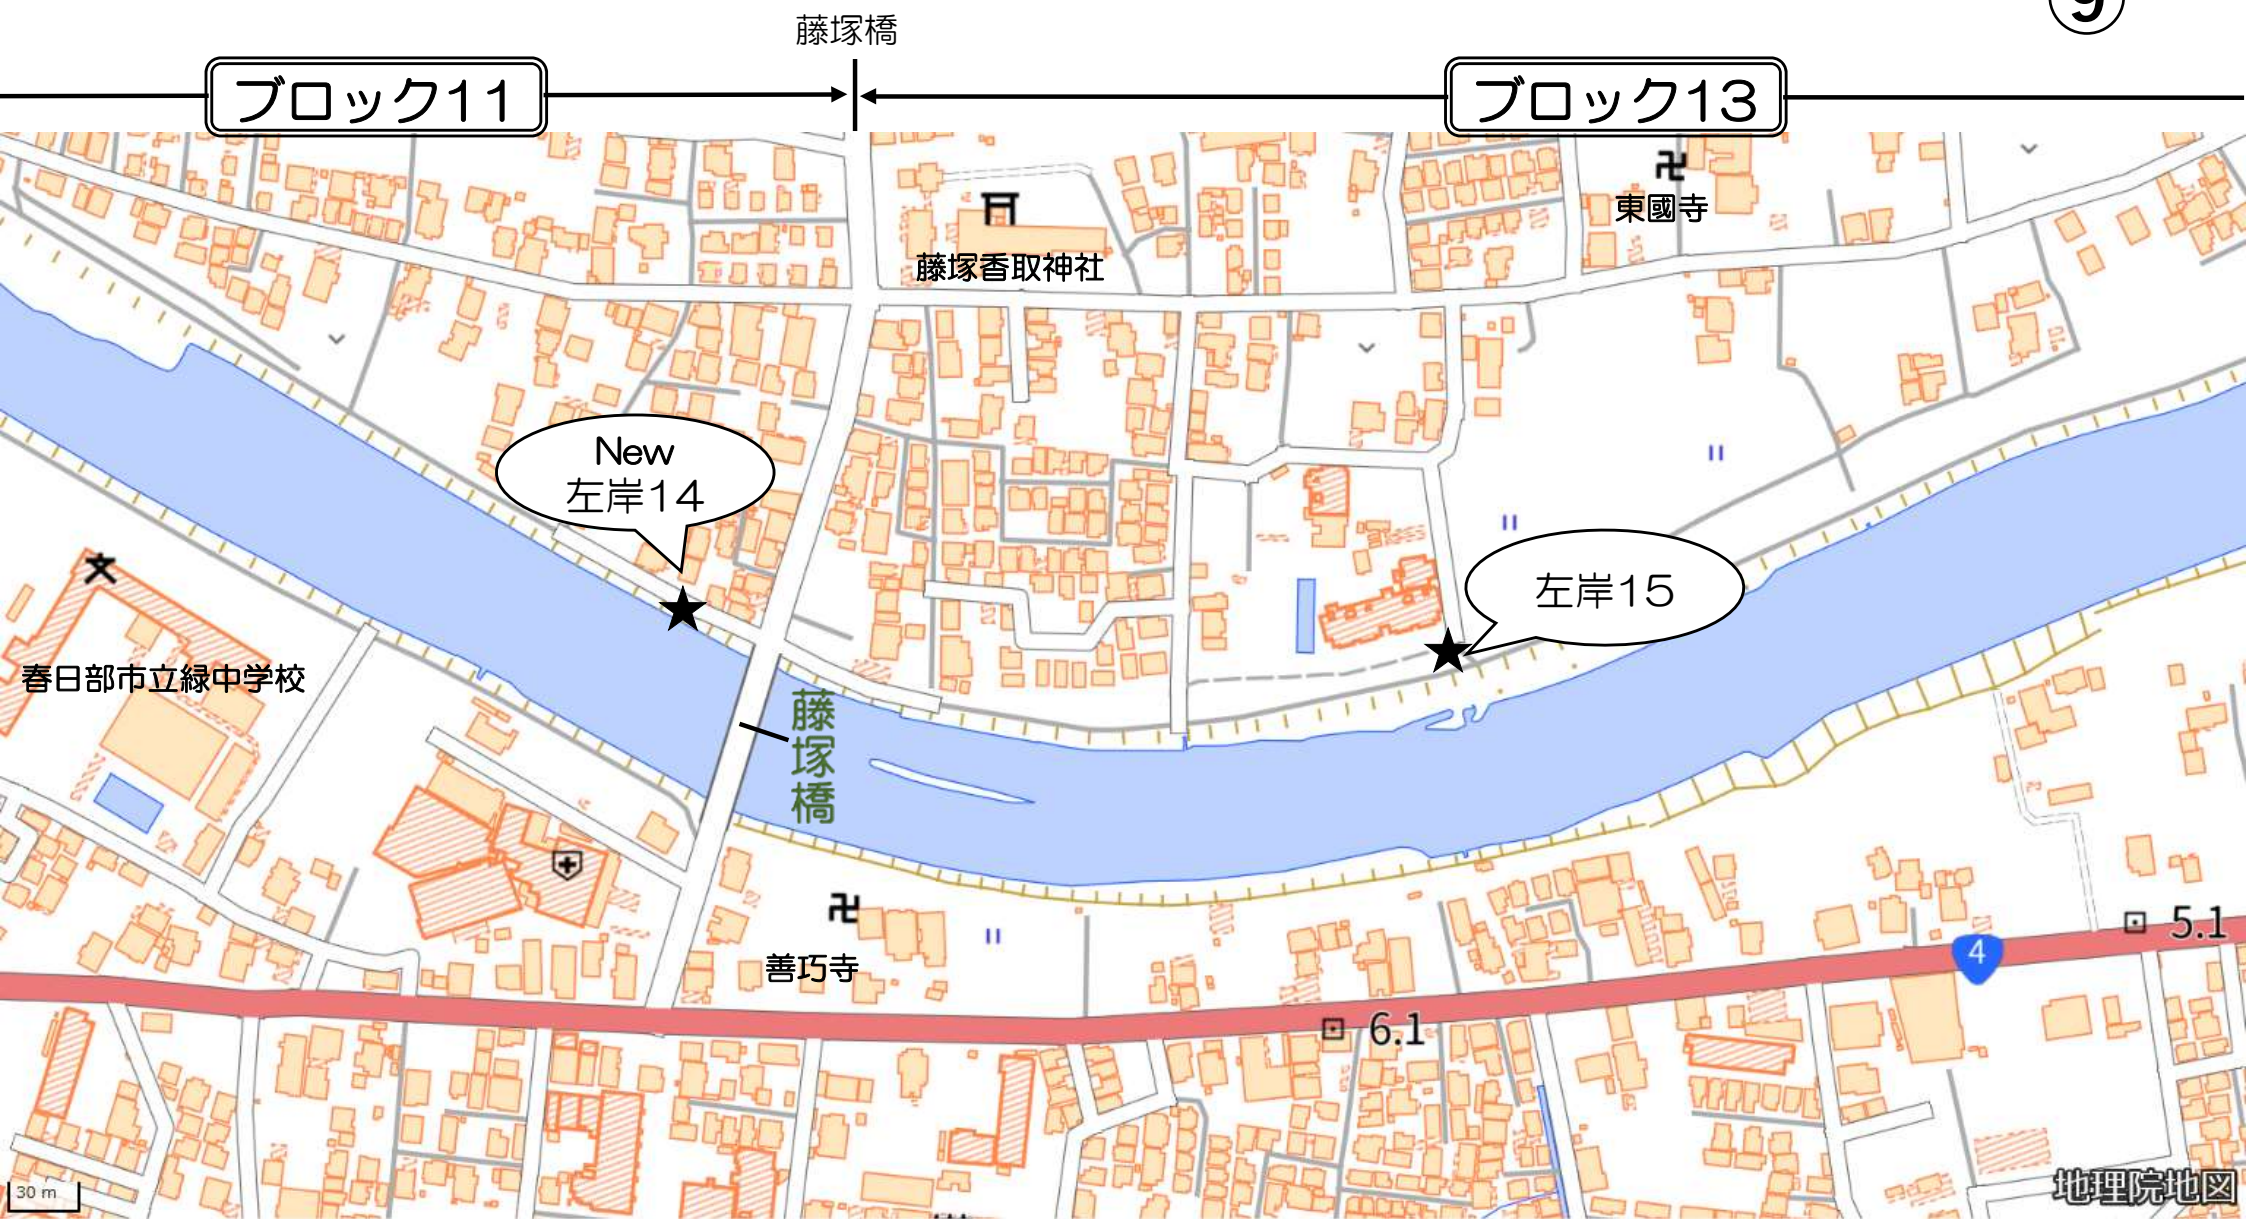 ⑨
藤塚橋
ブロック11
ブロック13
東國寺
藤塚香取神社
New
左岸14
左岸15
春日部市立緑中学校
藤塚橋
善巧寺
4
5.1
6.1
30 m
地理院地図